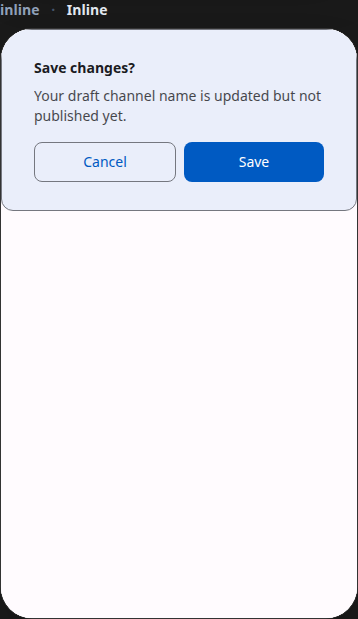 inline · Inline
Save changes?
Your draft channel name is updated but not
published yet.
Cancel Save